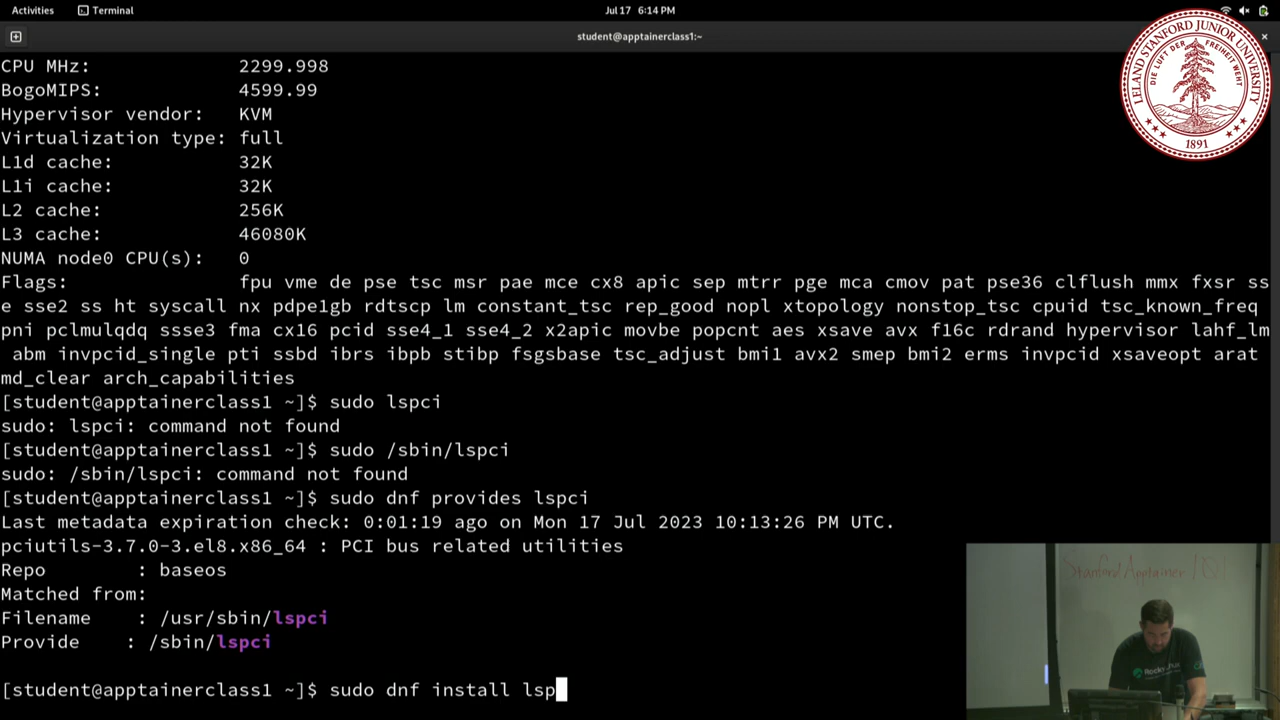 Activities Terminal Jul 17 6:14 PM
student@apptainerclass1:~
CPU MHz: 2299.998
BogoMIPS: 4599.99
Hypervisor vendor: KVM
Virtualization type: full
L1d cache: 32K
L1i cache: 32K
L2 cache: 256K
L3 cache: 46080K
NUMA node0 CPU(s): 0
Flags: fpu vme de pse tsc msr pae mce cx8 apic sep mtrr pge mca cmov pat pse36 clflush mmx fxsr ss
e sse2 ss ht syscall nx pdpe1gb rdtscp lm constant_tsc rep_good nopl xtopology nonstop_tsc cpuid tsc_known_freq
pni pclmulqdq ssse3 fma cx16 pcid sse4_1 sse4_2 x2apic movbe popcnt aes xsave avx f16c rdrand hypervisor lahf_lm
abm invpcid_single pti ssbd ibrs ibpb stibp fsgsbase tsc_adjust bmi1 avx2 smep bmi2 erms invpcid xsaveopt arat
md_clear arch_capabilities
[student@apptainerclass1 ~]$ sudo lspci
sudo: lspci: command not found
[student@apptainerclass1 ~]$ sudo /sbin/lspci
sudo: /sbin/lspci: command not found
[student@apptainerclass1 ~]$ sudo dnf provides lspci
Last metadata expiration check: 0:01:19 ago on Mon 17 Jul 2023 10:13:26 PM UTC.
pciutils-3.7.0-3.el8.x86_64 : PCI bus related utilities
Repo : baseos
Matched from:
Filename : /usr/sbin/lspci
Provide : /sbin/lspci
[student@apptainerclass1 ~]$ sudo dnf install lsp
LELAND STANFORD JUNIOR UNIVERSITY
DIE LUFT DER FREIHEIT WEHT
1891
Stanford Apptainer 101